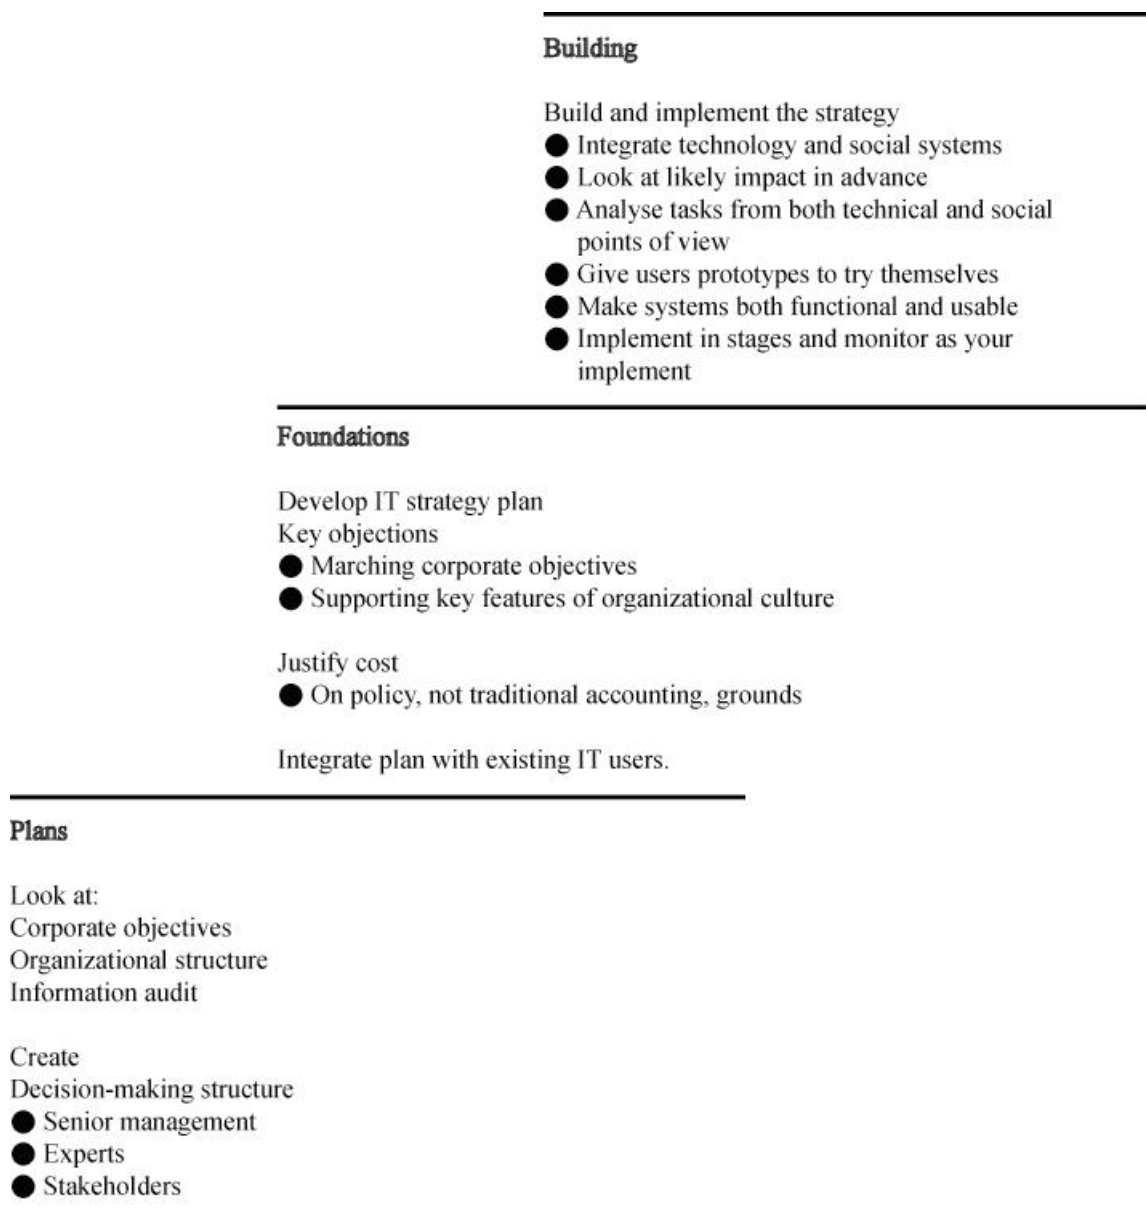 Building
Build and implement the strategy
● Integrate technology and social systems
● Look at likely impact in advance
● Analyse tasks from both technical and social
points of view
● Give users prototypes to try themselves
● Make systems both functional and usable
● Implement in stages and monitor as your
implement
Foundations
Develop IT strategy plan
Key objections
● Marching corporate objectives
● Supporting key features of organizational culture
Justify cost
● On policy, not traditional accounting, grounds
Integrate plan with existing IT users.
Plans
Look at:
Corporate objectives
Organizational structure
Information audit
Create
Decision-making structure
● Senior management
● Experts
● Stakeholders